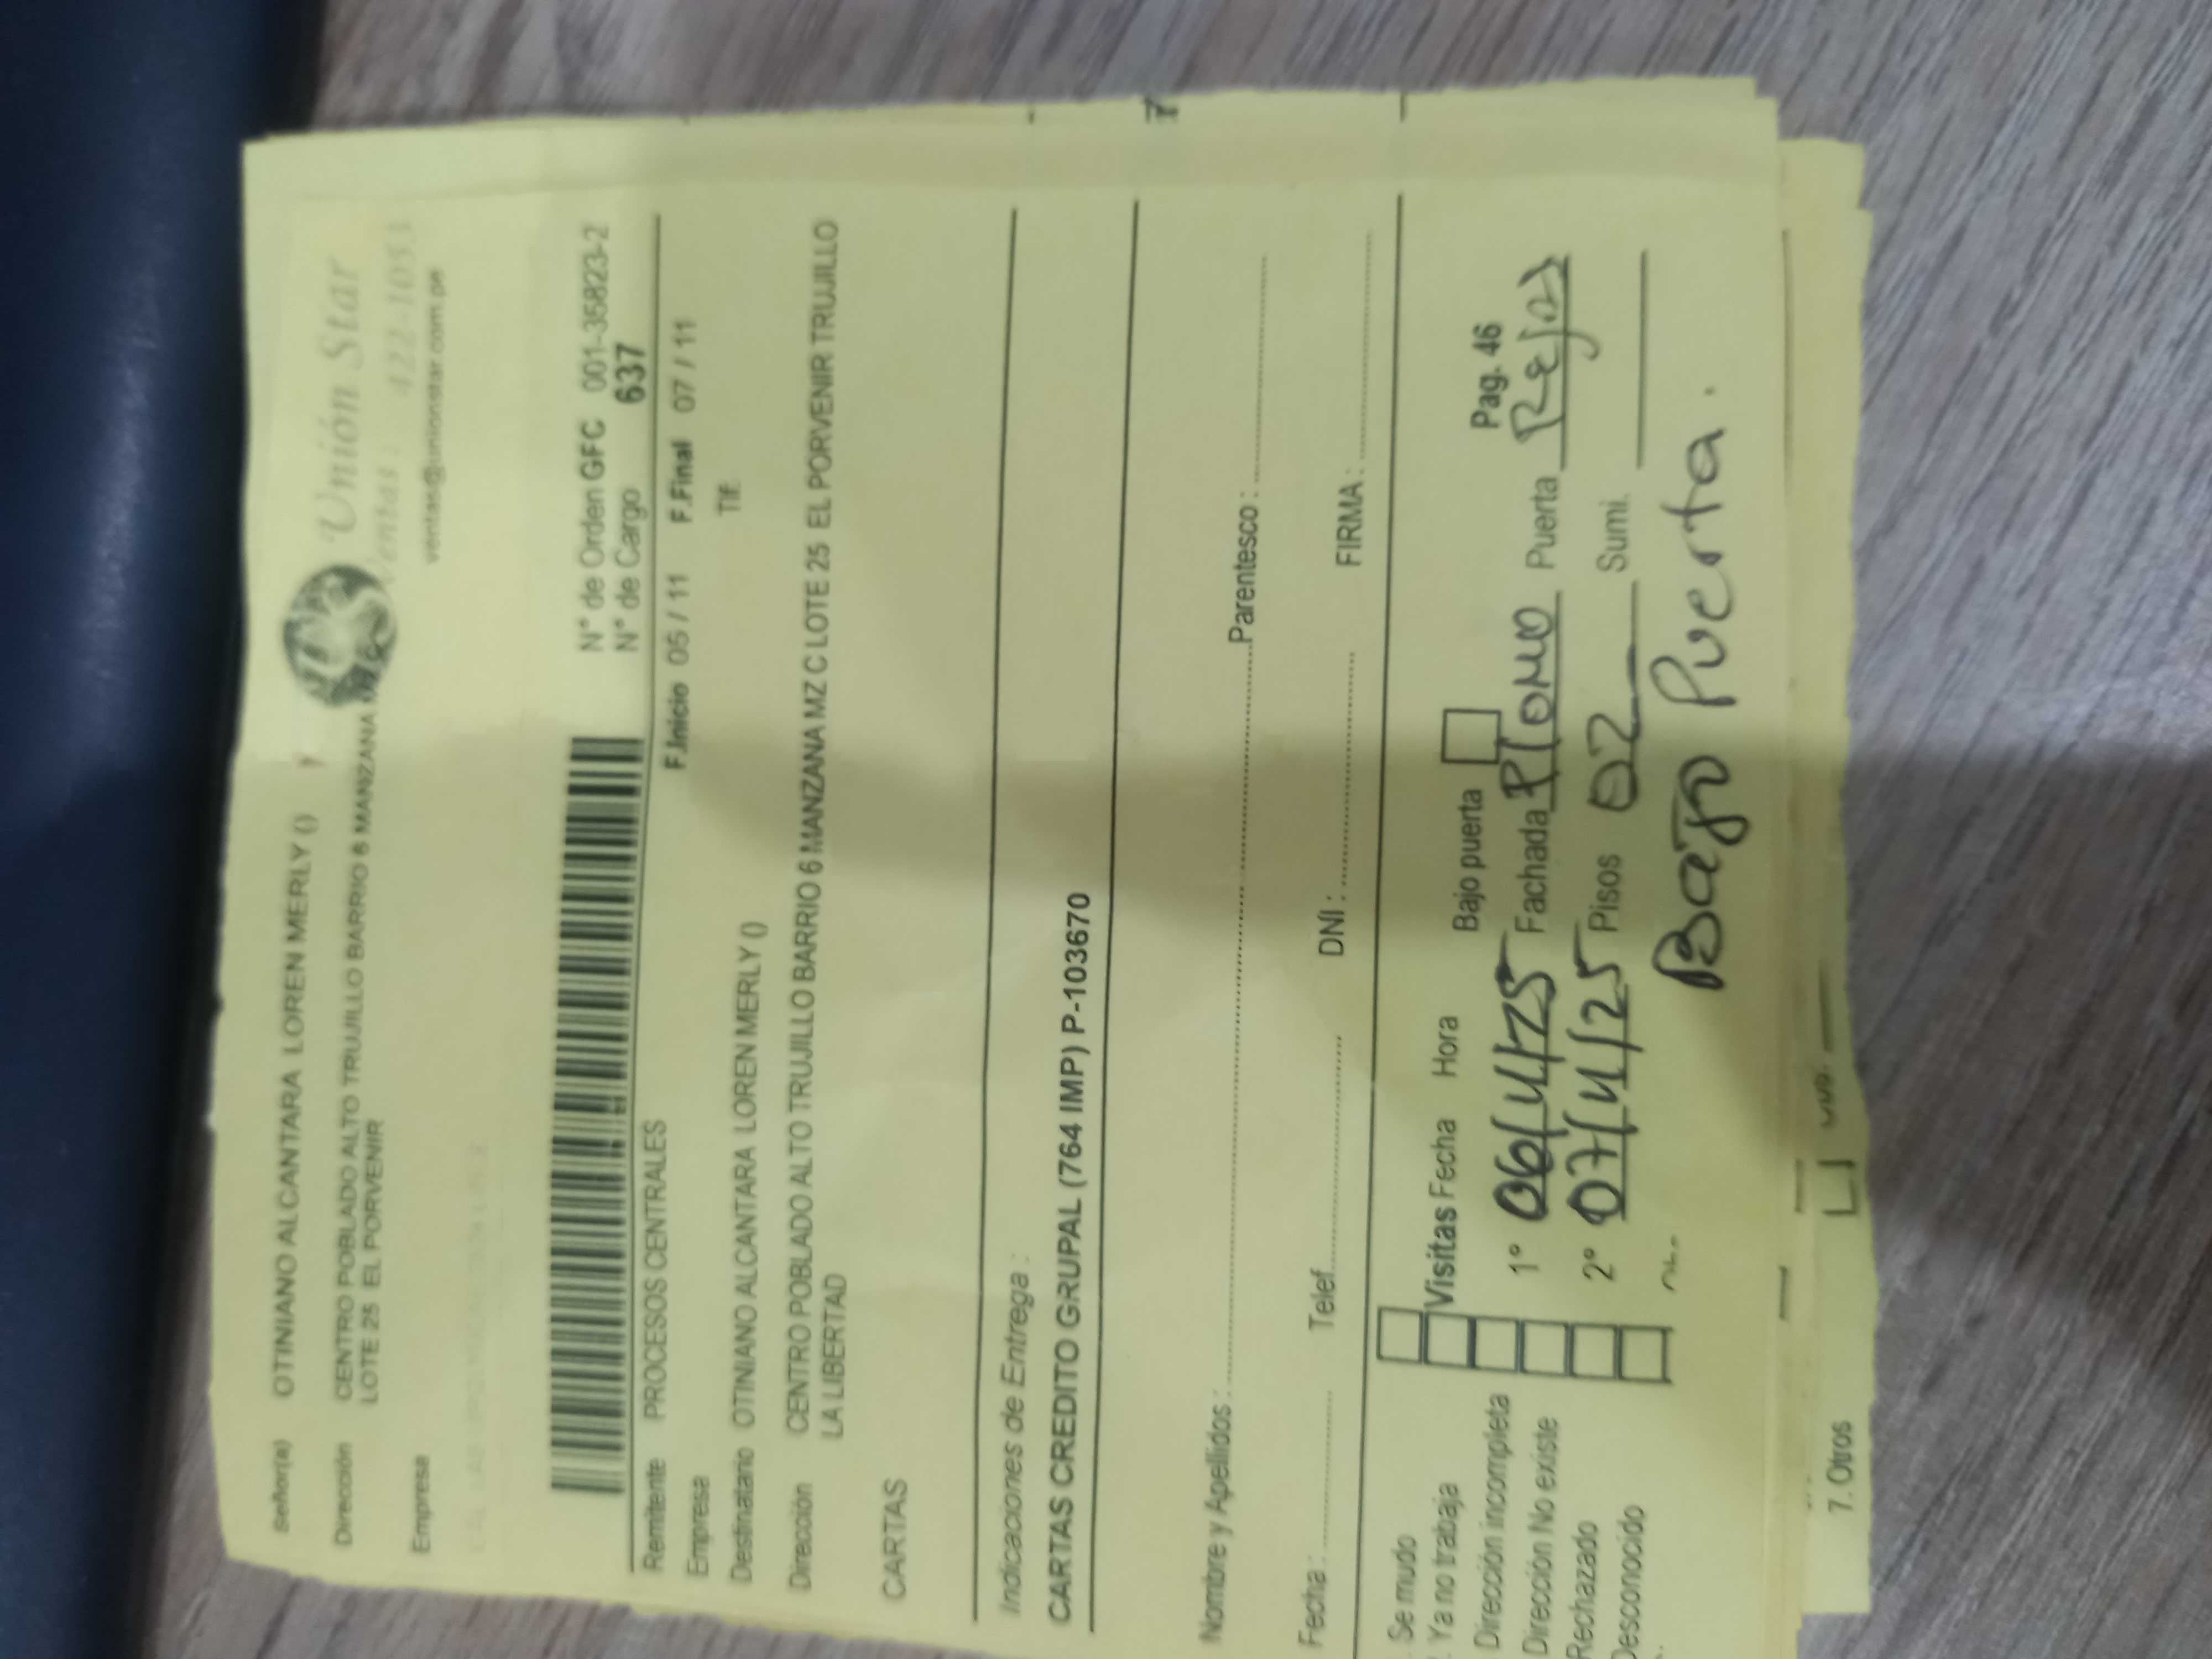 Señor(a) OTINIANO ALCANTARA LOREN MERLY ()
Unión Star
Dirección CENTRO POBLADO ALTO TRUJILLO BARRIO 6 MANZANA
Ventas : 422-1053
LOTE 25 EL PORVENIR
ventas@unionstar.com.pe
Empresa
N° de Orden GFC 001-35823-2
N° de Cargo 637
Remitente PROCESOS CENTRALES
F.Inicio 05 / 11 F.Final 07 / 11
Empresa
Tlf.
Destinatario OTINIANO ALCANTARA LOREN MERLY ()
Dirección CENTRO POBLADO ALTO TRUJILLO BARRIO 6 MANZANA MZ C LOTE 25 EL PORVENIR TRUJILLO
LA LIBERTAD
CARTAS
Indicaciones de Entrega :
CARTAS CREDITO GRUPAL (764 IMP) P-103670
Nombre y Apellidos : Parentesco :
Fecha : Telef. DNI : FIRMA :
Se mudo
Ya no trabaja Visitas Fecha Hora Bajo puerta Pag. 46
Dirección incompleta
Dirección No existe 1° 06/11/25 Fachada Plomo Puerta Rejas
Rechazado 2° 07/11/25 Pisos 02 Sumi.
Desconocido
Bajo Puerta.
7. Otros